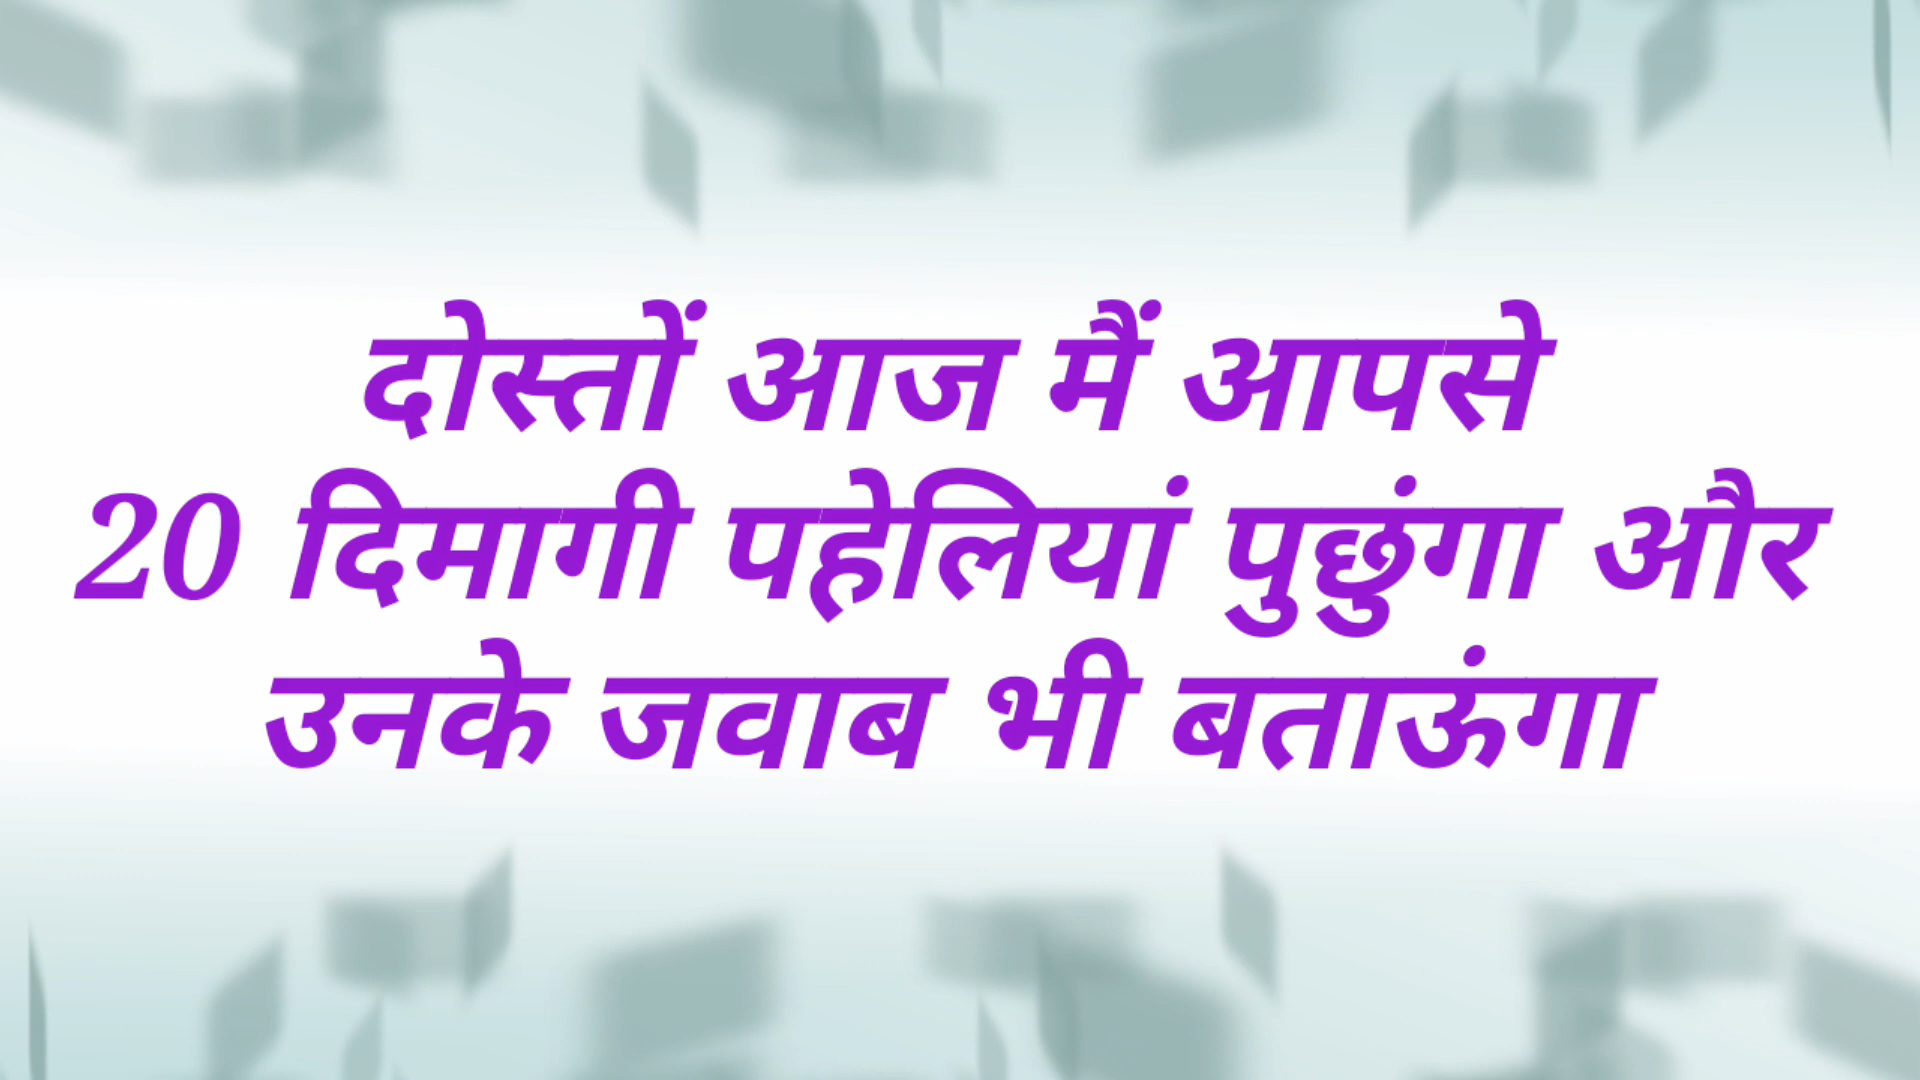 दोस्तों आज मैं आपसे
20 दिमागी पहेलियां पुछुंगा और
उनके जवाब भी बताऊंगा